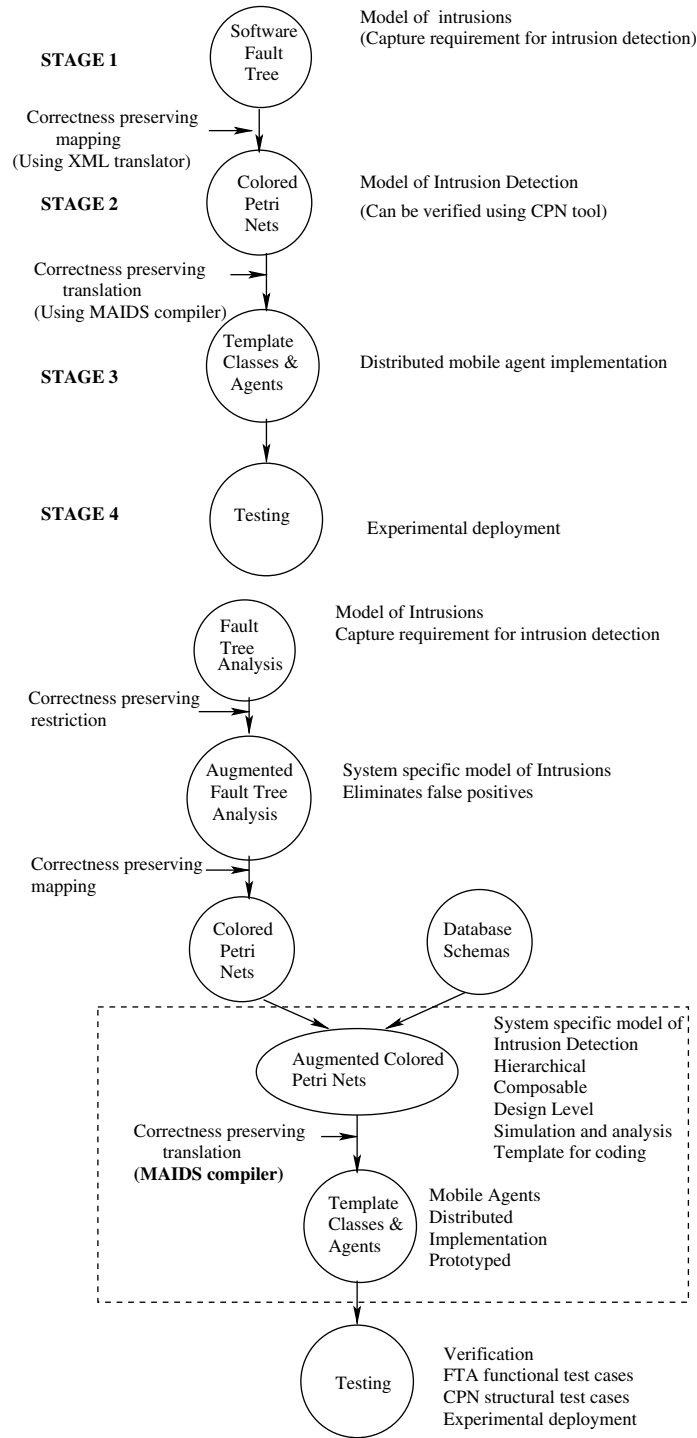 Software
Fault
Tree
Model of intrusions
(Capture requirement for intrusion detection)
STAGE 1
Correctness preserving
mapping
(Using XML translator)
STAGE 2
Colored
Petri
Nets
Model of Intrusion Detection
(Can be verified using CPN tool)
Correctness preserving
translation
(Using MAIDS compiler)
STAGE 3
Template
Classes &
Agents
Distributed mobile agent implementation
STAGE 4
Testing
Experimental deployment
Fault
Tree
Analysis
Model of Intrusions
Capture requirement for intrusion detection
Correctness preserving
restriction
Augmented
Fault Tree
Analysis
System specific model of Intrusions
Eliminates false positives
Correctness preserving
mapping
Colored
Petri
Nets
Database
Schemas
Augmented Colored
Petri Nets
System specific model of
Intrusion Detection
Hierarchical
Composable
Design Level
Simulation and analysis
Template for coding
Correctness preserving
translation
(MAIDS compiler)
Template
Classes &
Agents
Mobile Agents
Distributed
Implementation
Prototyped
Testing
Verification
FTA functional test cases
CPN structural test cases
Experimental deployment